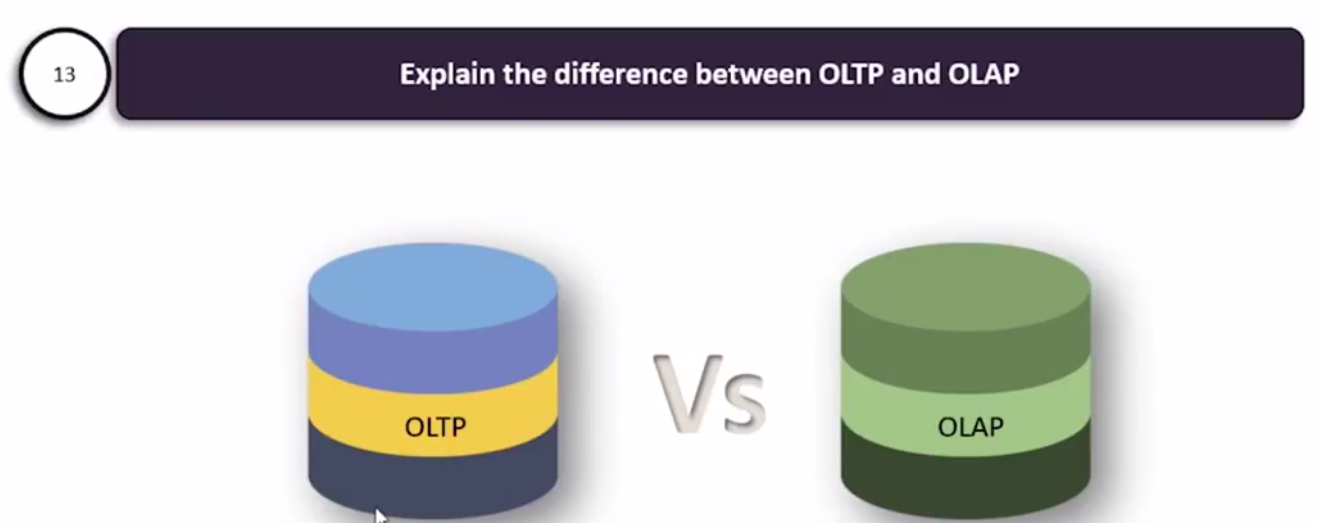 13
Explain the difference between OLTP and OLAP
Vs
OLTP
OLAP